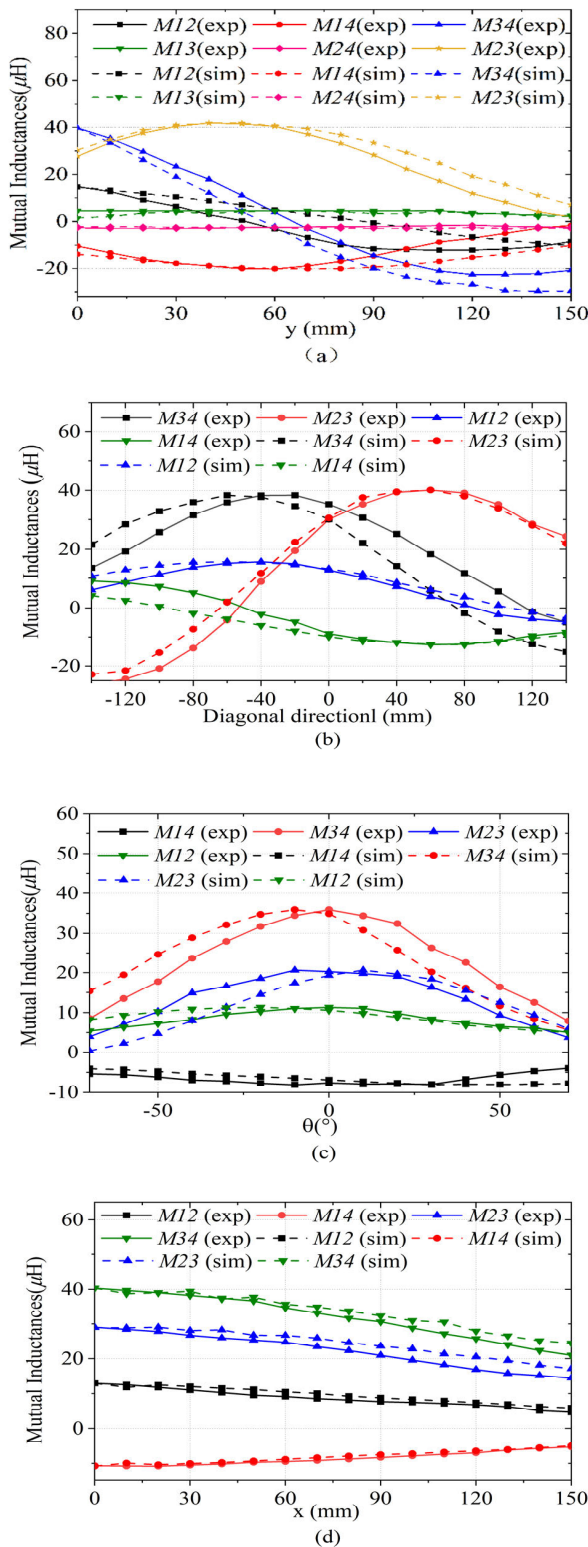 M12(exp) M14(exp) M34(exp)
M13(exp) M24(exp) M23(exp)
M12(sim) M14(sim) M34(sim)
M13(sim) M24(sim) M23(sim)
80
60
40
20
0
-20
Mutual Inductances(μH)
0 30 60 90 120 150
y (mm)
(a)
M34 (exp) M23 (exp) M12 (exp)
M14 (exp) M34 (sim) M23 (sim)
M12 (sim) M14 (sim)
60
40
20
0
-20
Mutual Inductances (μH)
-120 -80 -40 0 40 80 120
Diagonal directionl (mm)
(b)
M14 (exp) M34 (exp) M23 (exp)
M12 (exp) M14 (sim) M34 (sim)
M23 (sim) M12 (sim)
60
50
40
30
20
10
0
-10
Mutual Inductances(μH)
-50 0 50
θ(°)
(c)
M12 (exp) M14 (exp) M23 (exp)
M34 (exp) M12 (sim) M14 (sim)
M23 (sim) M34 (sim)
60
40
20
0
Mutual Inductances(μH)
0 30 60 90 120 150
x (mm)
(d)